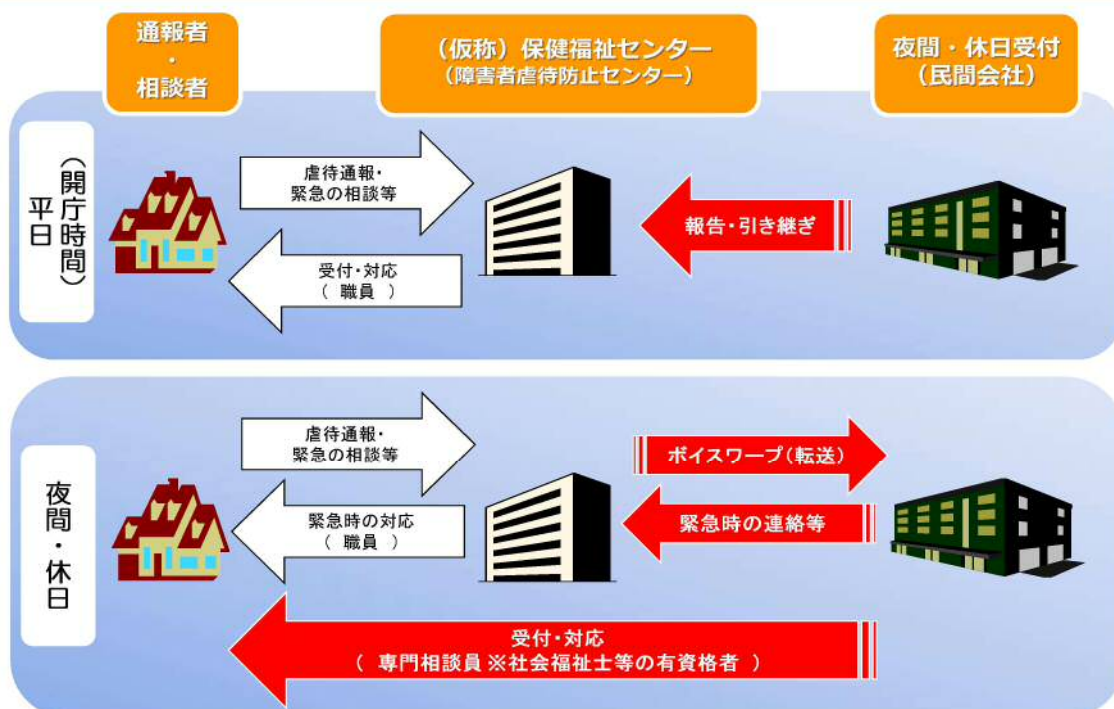 通報者
・
相談者
（仮称）保健福祉センター
（障害者虐待防止センター）
夜間・休日受付
（民間会社）
平日
（開庁時間）
虐待通報・
緊急の相談等
受付・対応
（ 職員 ）
報告・引き継ぎ
夜間・休日
虐待通報・
緊急の相談等
緊急時の対応
（ 職員 ）
ボイスワープ（転送）
緊急時の連絡等
受付・対応
（ 専門相談員 ※社会福祉士等の有資格者 ）